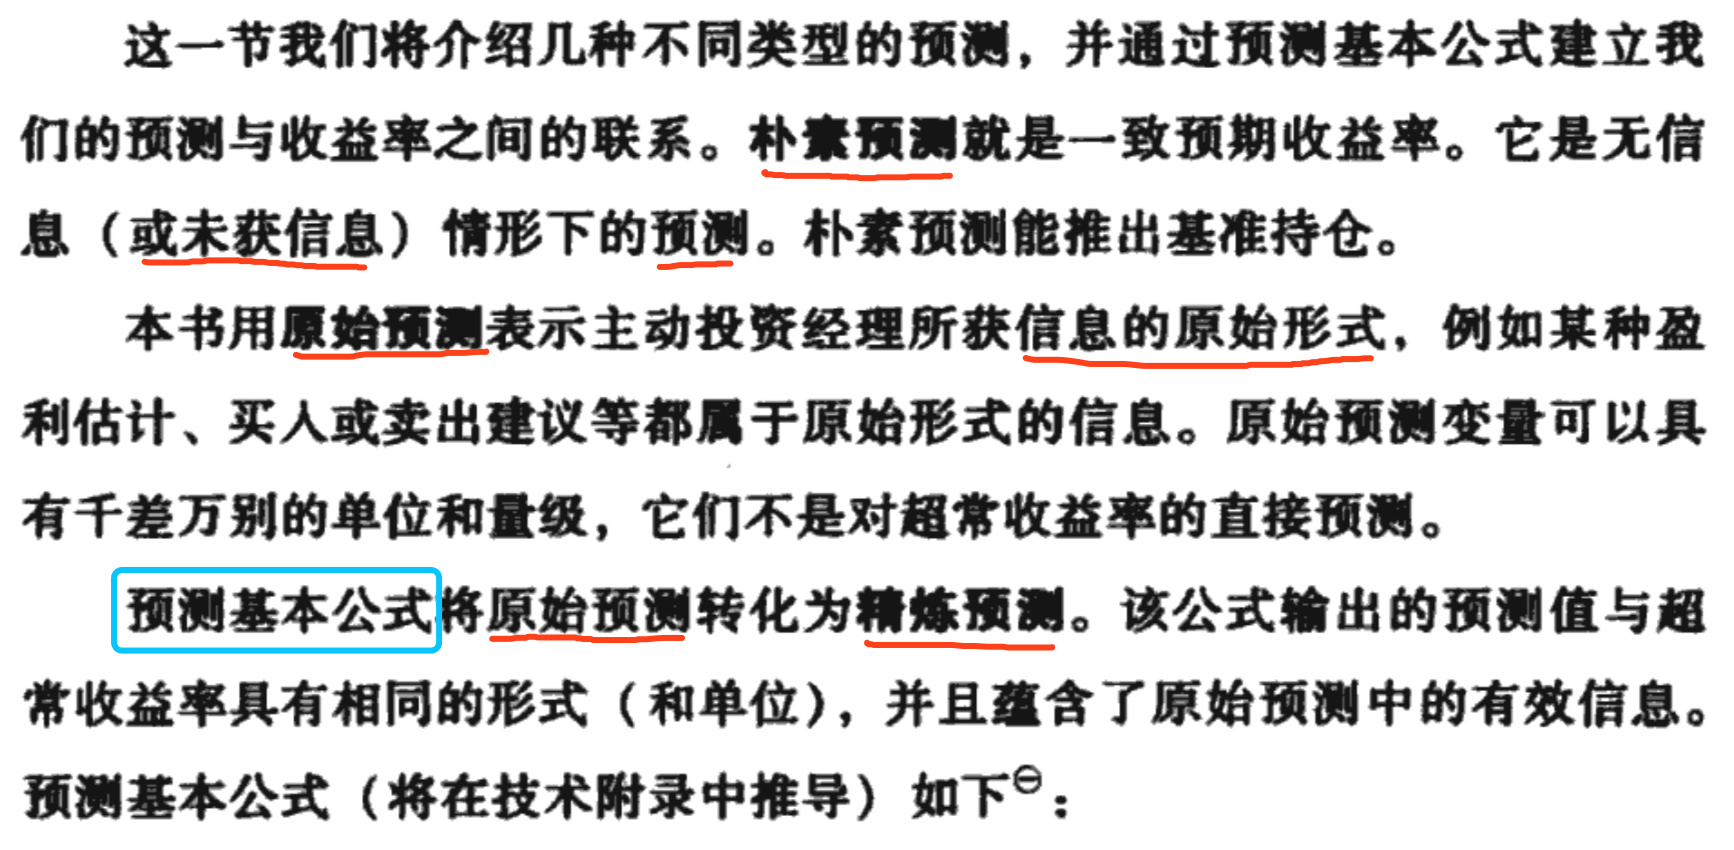 这一节我们将介绍几种不同类型的预测，并通过预测基本公式建立我
们的预测与收益率之间的联系。朴素预测就是一致预期收益率。它是无信
息（或未获信息）情形下的预测。朴素预测能推出基准持仓。
本书用原始预测表示主动投资经理所获信息的原始形式，例如某种盈
利估计、买人或卖出建议等都属于原始形式的信息。原始预测变量可以具
有千差万别的单位和量级，它们不是对超常收益率的直接预测。
预测基本公式将原始预测转化为精炼预测。该公式输出的预测值与超
常收益率具有相同的形式（和单位），并且蕴含了原始预测中的有效信息。
预测基本公式（将在技术附录中推导）如下㊀：